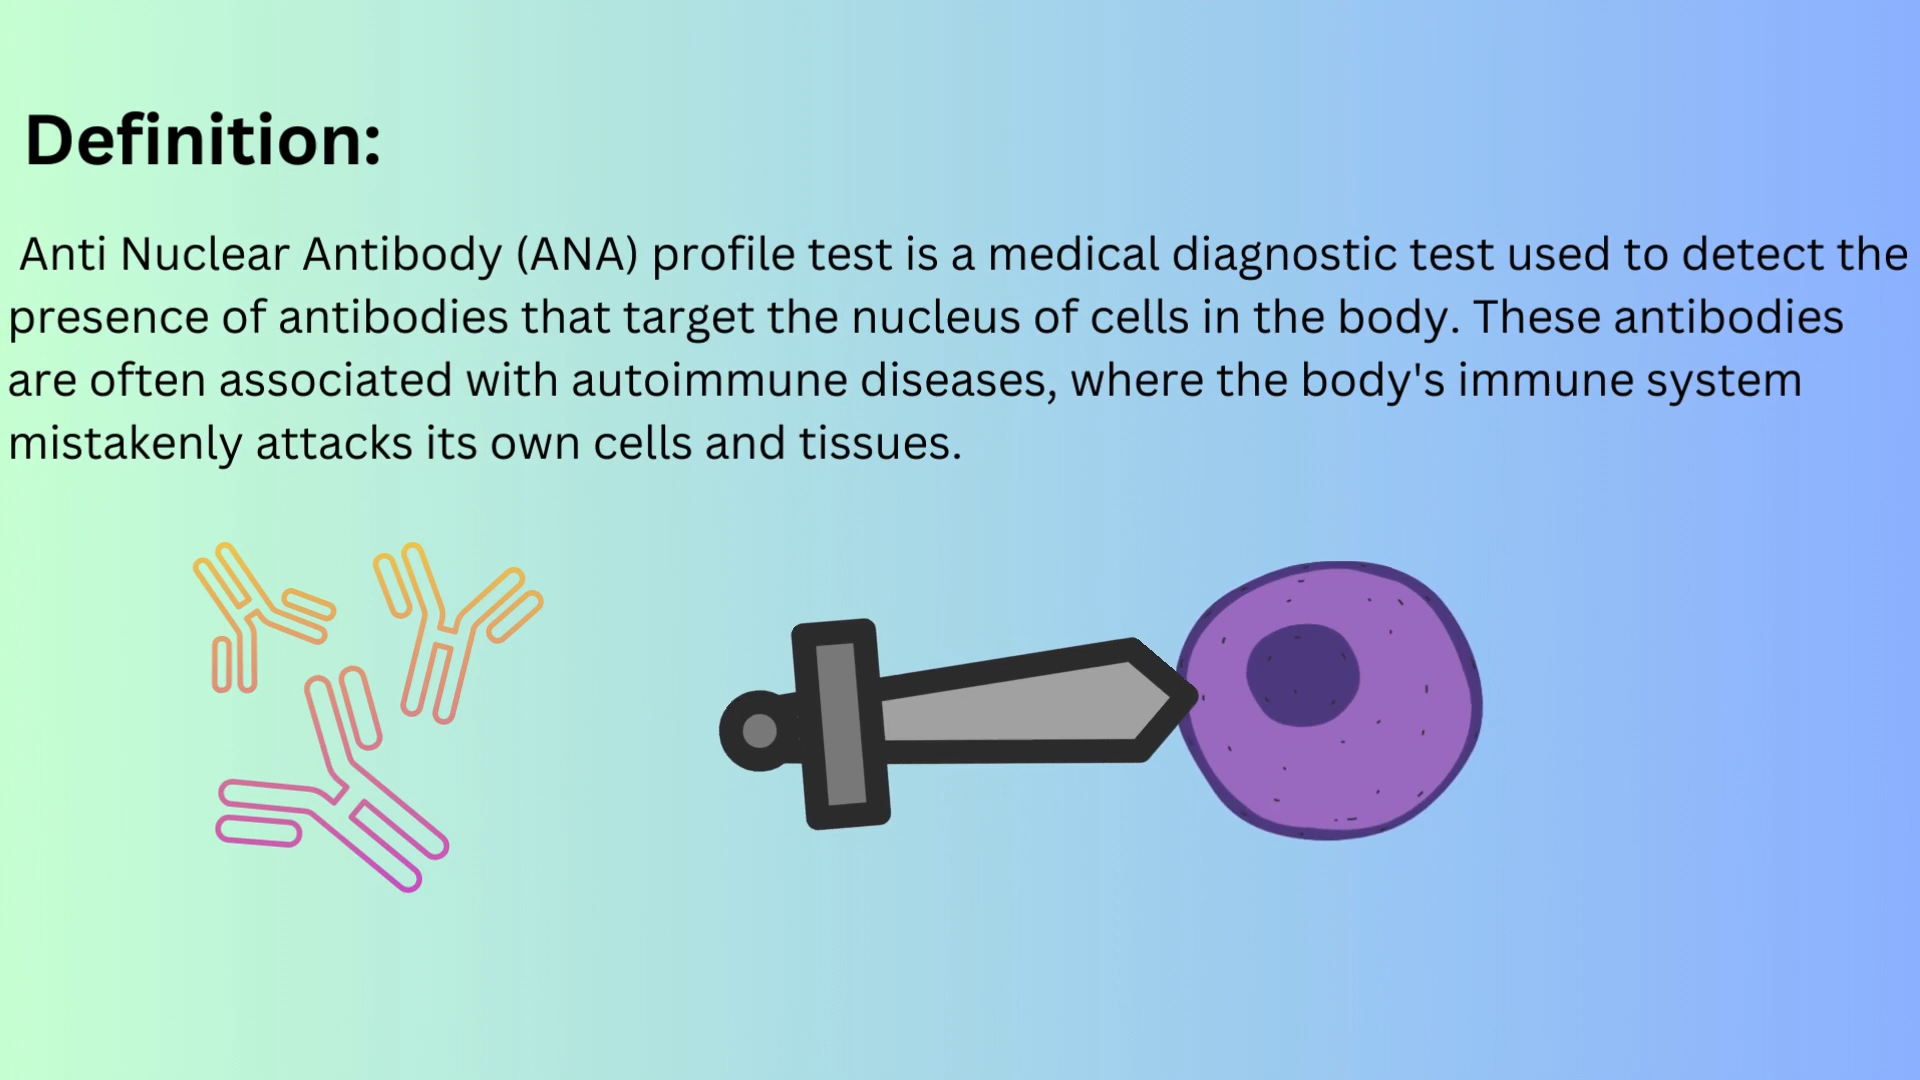 Definition:
Anti Nuclear Antibody (ANA) profile test is a medical diagnostic test used to detect the
presence of antibodies that target the nucleus of cells in the body. These antibodies
are often associated with autoimmune diseases, where the body's immune system
mistakenly attacks its own cells and tissues.